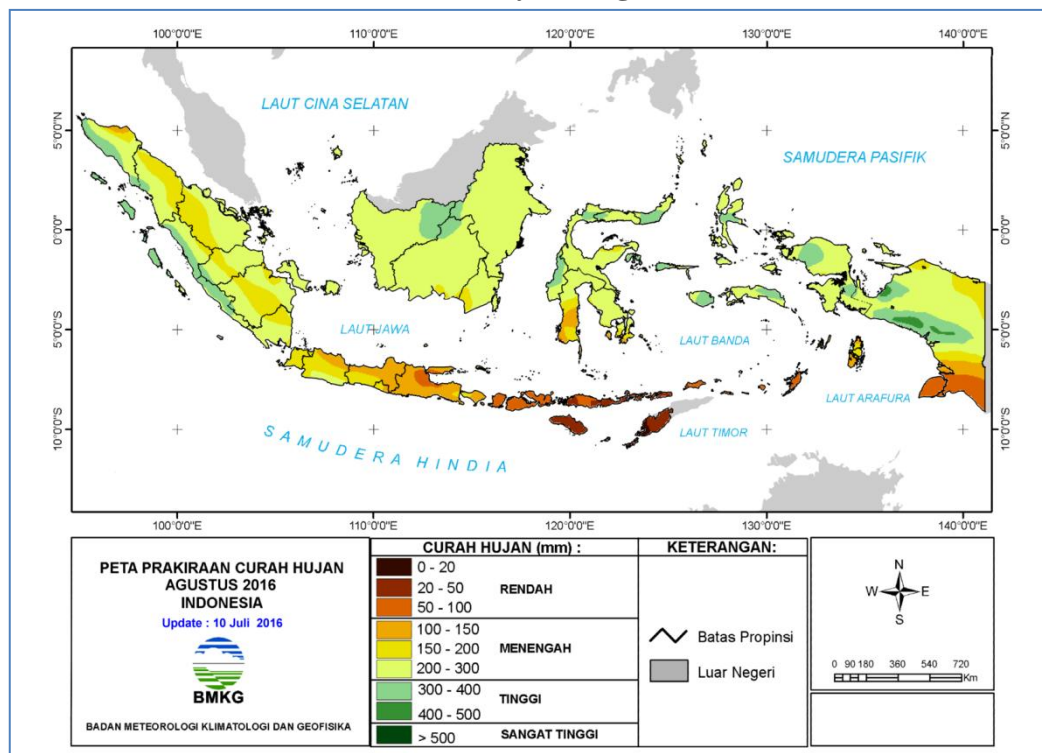 100°0'0"E
110°0'0"E
120°0'0"E
130°0'0"E
140°0'0"E
5°0'0"N
0°0'0"
5°0'0"S
10°0'0"S
LAUT CINA SELATAN
SAMUDERA PASIFIK
LAUT JAWA
LAUT BANDA
LAUT ARAFURA
LAUT TIMOR
SAMUDERA HINDIA
5°0'0"N
0°0'0"
5°0'0"S
10°0'0"S
100°0'0"E
110°0'0"E
120°0'0"E
130°0'0"E
140°0'0"E
PETA PRAKIRAAN CURAH HUJAN
AGUSTUS 2016
INDONESIA
Update : 10 Juli 2016
BMKG
BADAN METEOROLOGI KLIMATOLOGI DAN GEOFISIKA
CURAH HUJAN (mm) :
0 - 20
20 - 50
RENDAH
50 - 100
100 - 150
150 - 200
MENENGAH
200 - 300
300 - 400
TINGGI
400 - 500
> 500
SANGAT TINGGI
KETERANGAN:
Batas Propinsi
Luar Negeri
N
W
E
S
0 90 180 360 540 720
Km